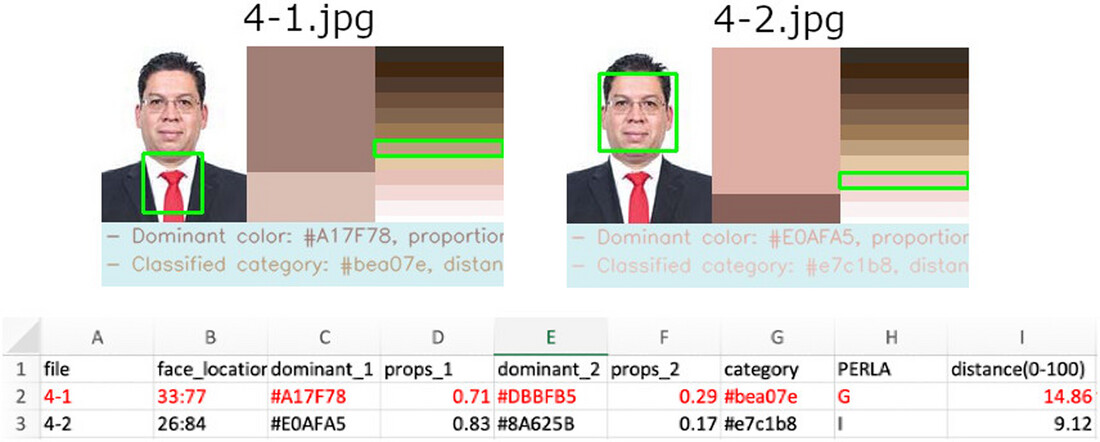 4-1.jpg
4-2.jpg
– Dominant color: #A17F78, proportion
– Classified category: #bea07e, distan
– Dominant color: #E0AFA5, proportion
– Classified category: #e7c1b8, distan
A B C D E F G H I
1 file face_location dominant_1 props_1 dominant_2 props_2 category PERLA distance(0-100)
2 4-1 33:77 #A17F78 0.71 #DBBFB5 0.29 #bea07e G 14.86
3 4-2 26:84 #E0AFA5 0.83 #8A625B 0.17 #e7c1b8 I 9.12